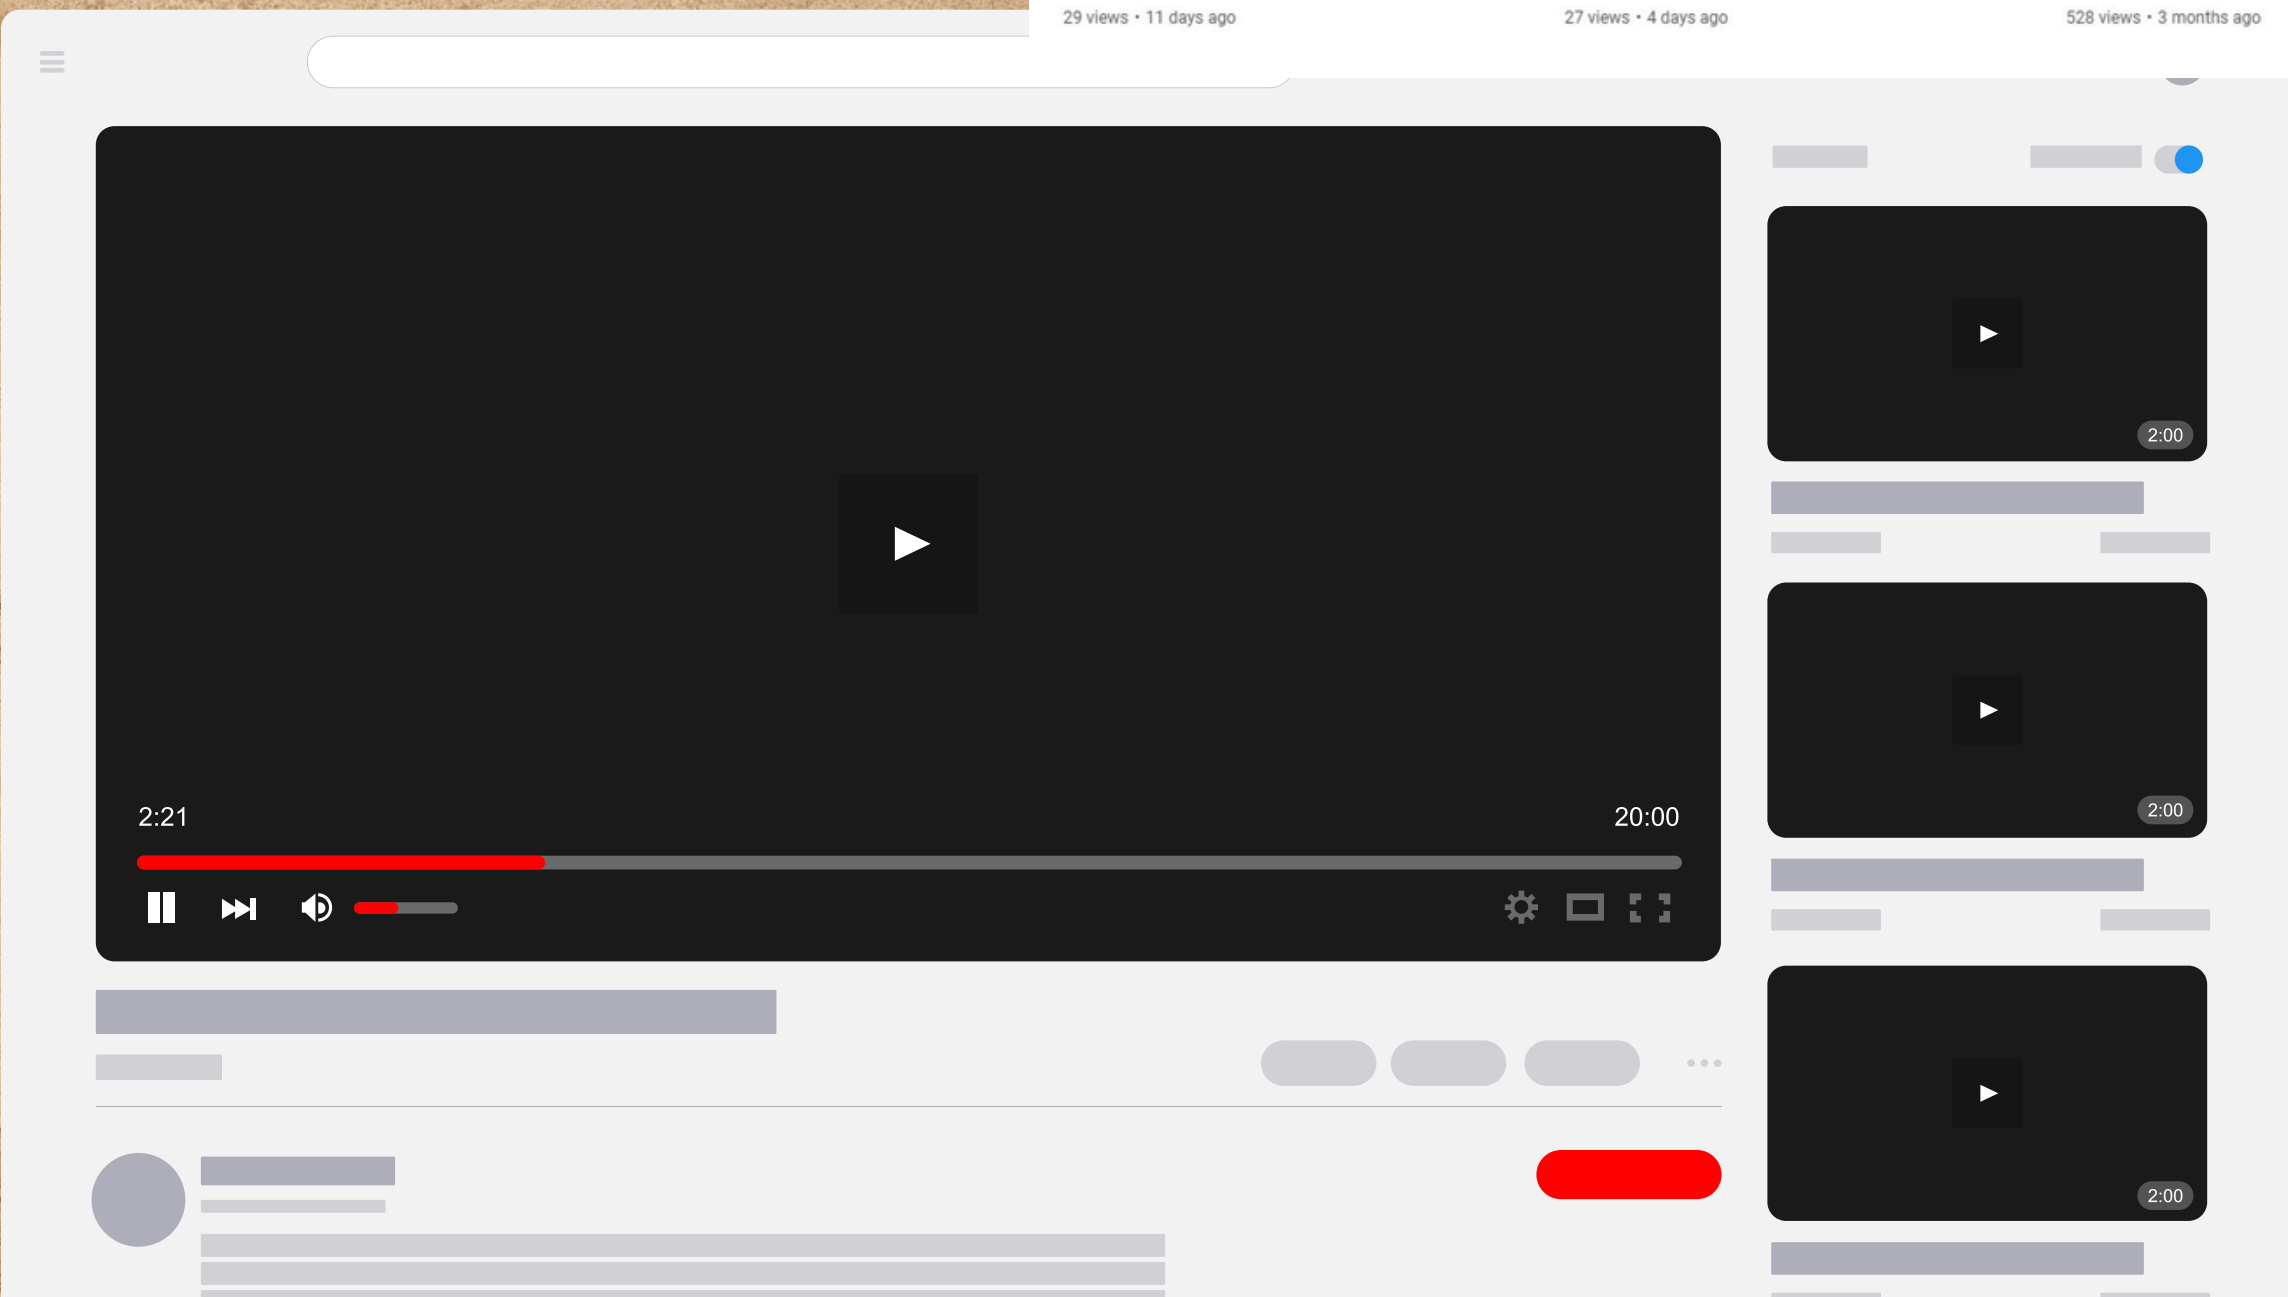 29 views • 11 days ago
27 views • 4 days ago
528 views • 3 months ago
2:00
2:00
2:21
20:00
2:00